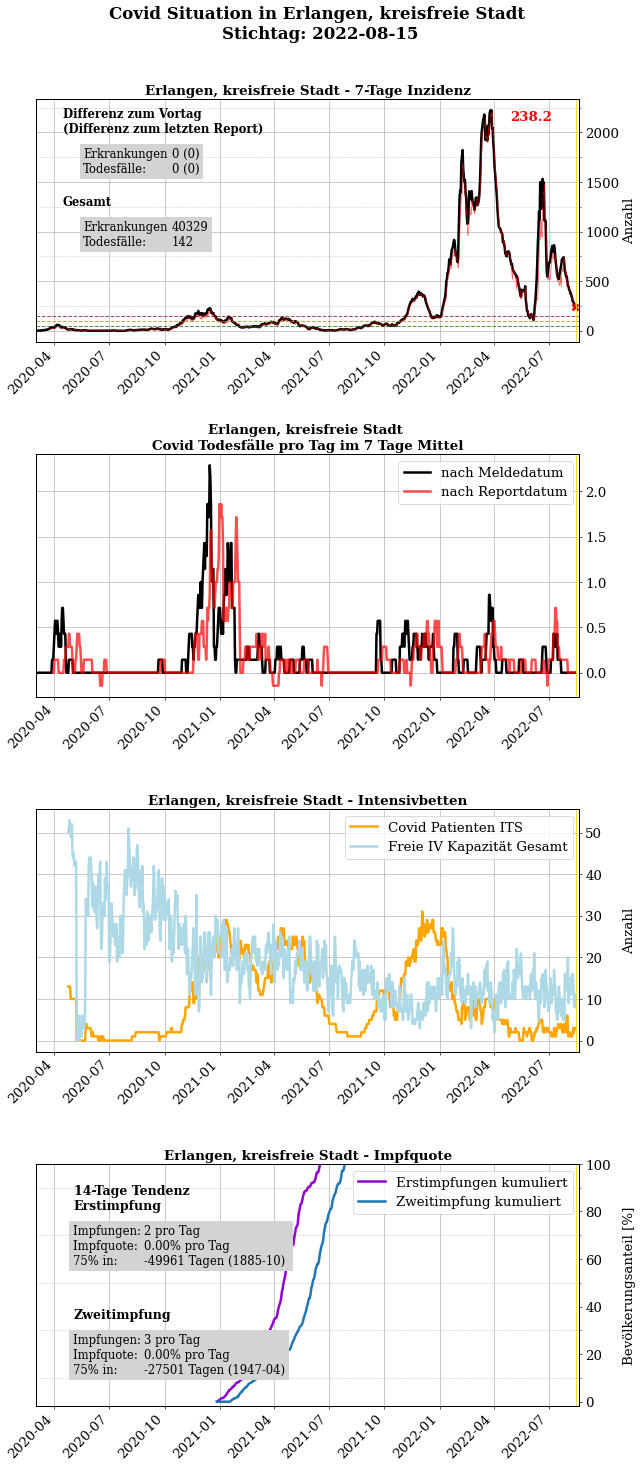 Covid Situation in Erlangen, kreisfreie Stadt
Stichtag: 2022-08-15
Erlangen, kreisfreie Stadt - 7-Tage Inzidenz
Differenz zum Vortag
(Differenz zum letzten Report)
Erkrankungen 0 (0)
Todesfälle: 0 (0)
Gesamt
Erkrankungen 40329
Todesfälle: 142
238.2
2000
1500
1000
500
0
Anzahl
2020-04 2020-07 2020-10 2021-01 2021-04 2021-07 2021-10 2022-01 2022-04 2022-07
Erlangen, kreisfreie Stadt
Covid Todesfälle pro Tag im 7 Tage Mittel
nach Meldedatum
nach Reportdatum
2.0
1.5
1.0
0.5
0.0
2020-04 2020-07 2020-10 2021-01 2021-04 2021-07 2021-10 2022-01 2022-04 2022-07
Erlangen, kreisfreie Stadt - Intensivbetten
Covid Patienten ITS
Freie IV Kapazität Gesamt
50
40
30
20
10
0
Anzahl
2020-04 2020-07 2020-10 2021-01 2021-04 2021-07 2021-10 2022-01 2022-04 2022-07
Erlangen, kreisfreie Stadt - Impfquote
14-Tage Tendenz
Erstimpfung
Impfungen: 2 pro Tag
Impfquote: 0.00% pro Tag
75% in: -49961 Tagen (1885-10)
Zweitimpfung
Impfungen: 3 pro Tag
Impfquote: 0.00% pro Tag
75% in: -27501 Tagen (1947-04)
Erstimpfungen kumuliert
Zweitimpfung kumuliert
100
80
60
40
20
0
Bevölkerungsanteil [%]
2020-04 2020-07 2020-10 2021-01 2021-04 2021-07 2021-10 2022-01 2022-04 2022-07